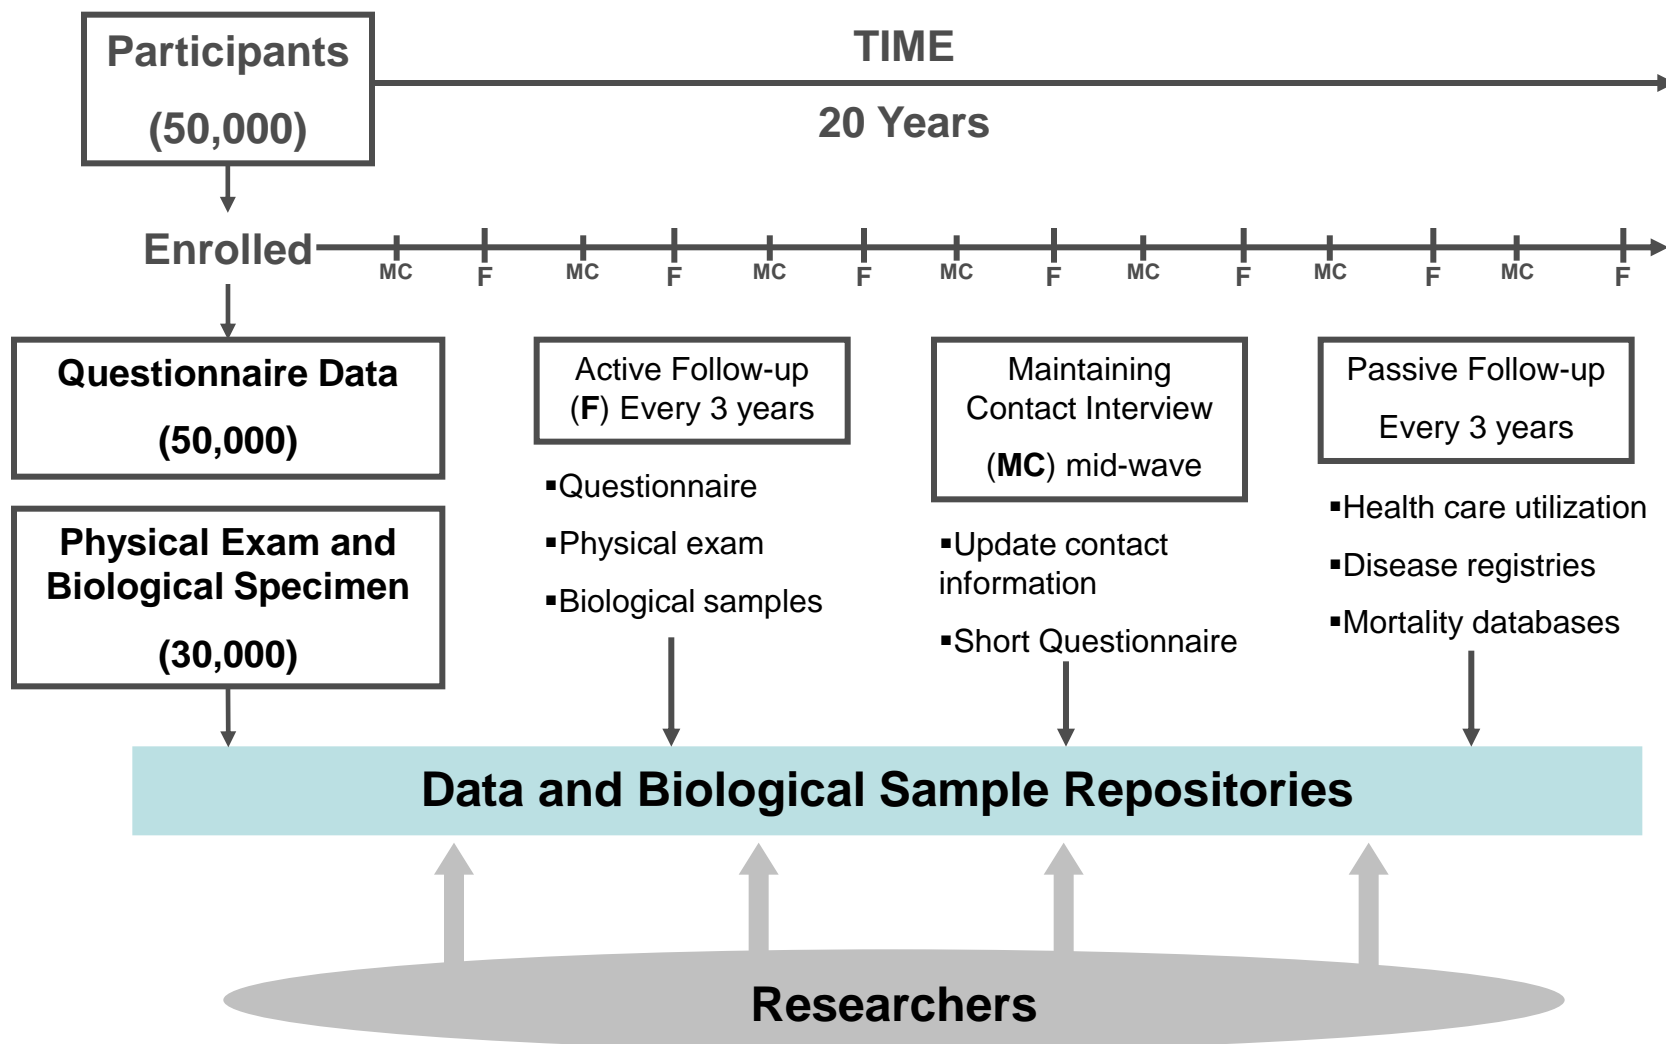 Participants
(50,000)
TIME
20 Years
Enrolled
MC F MC F MC F MC F MC F MC F MC F
Questionnaire Data
(50,000)
Physical Exam and
Biological Specimen
(30,000)
Active Follow-up
(F) Every 3 years
▪Questionnaire
▪Physical exam
▪Biological samples
Maintaining
Contact Interview
(MC) mid-wave
▪Update contact
information
▪Short Questionnaire
Passive Follow-up
Every 3 years
▪Health care utilization
▪Disease registries
▪Mortality databases
Data and Biological Sample Repositories
Researchers